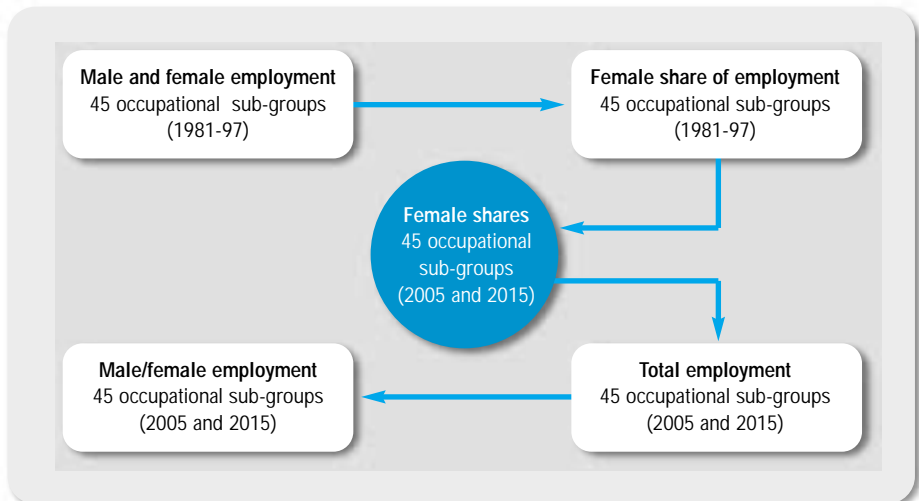 Male and female employment
45 occupational sub-groups
(1981-97)
Female share of employment
45 occupational sub-groups
(1981-97)
Female shares
45 occupational
sub-groups
(2005 and 2015)
Male/female employment
45 occupational sub-groups
(2005 and 2015)
Total employment
45 occupational sub-groups
(2005 and 2015)